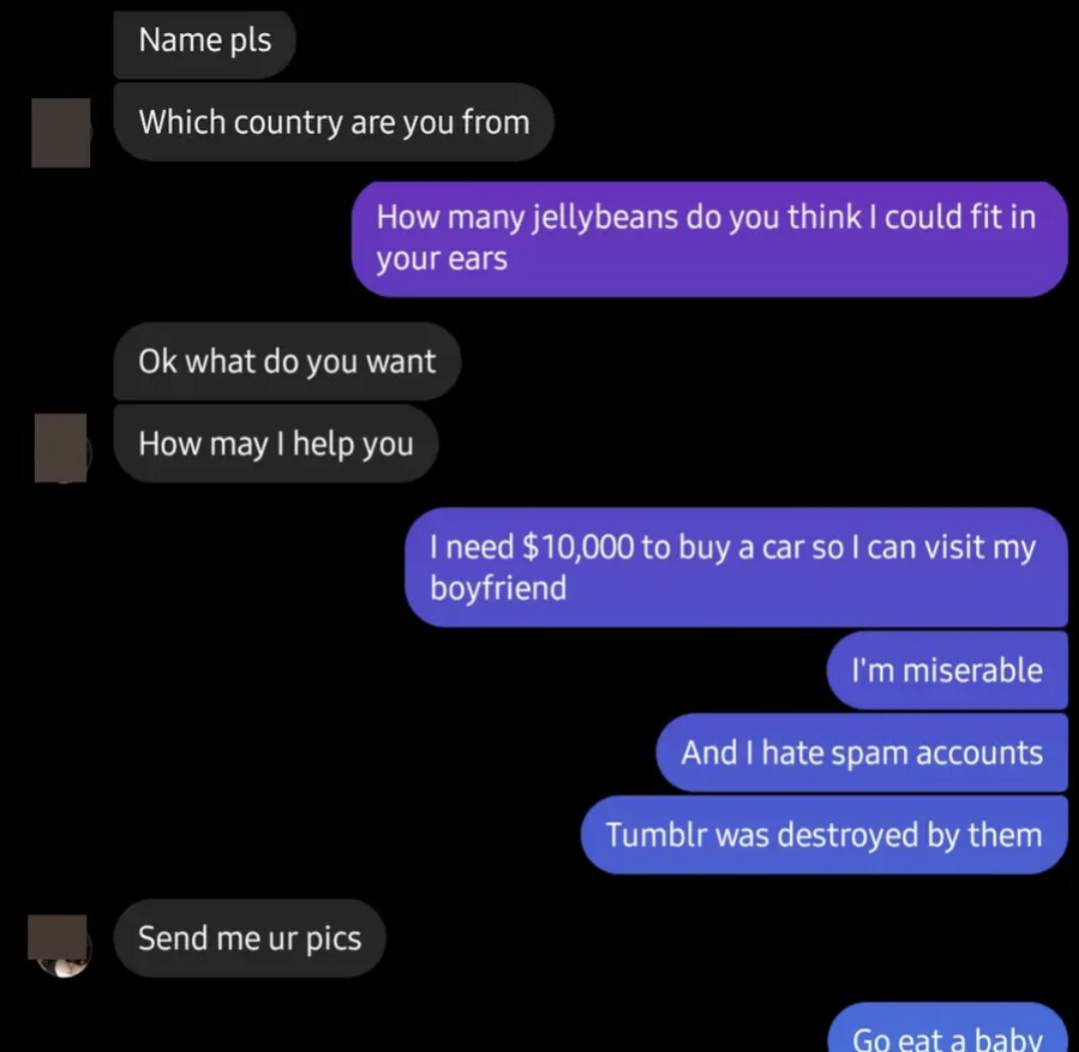 Name pls
Which country are you from
How many jellybeans do you think I could fit in
your ears
Ok what do you want
How may I help you
I need $10,000 to buy a car so I can visit my
boyfriend
I'm miserable
And I hate spam accounts
Tumblr was destroyed by them
Send me ur pics
Go eat a baby